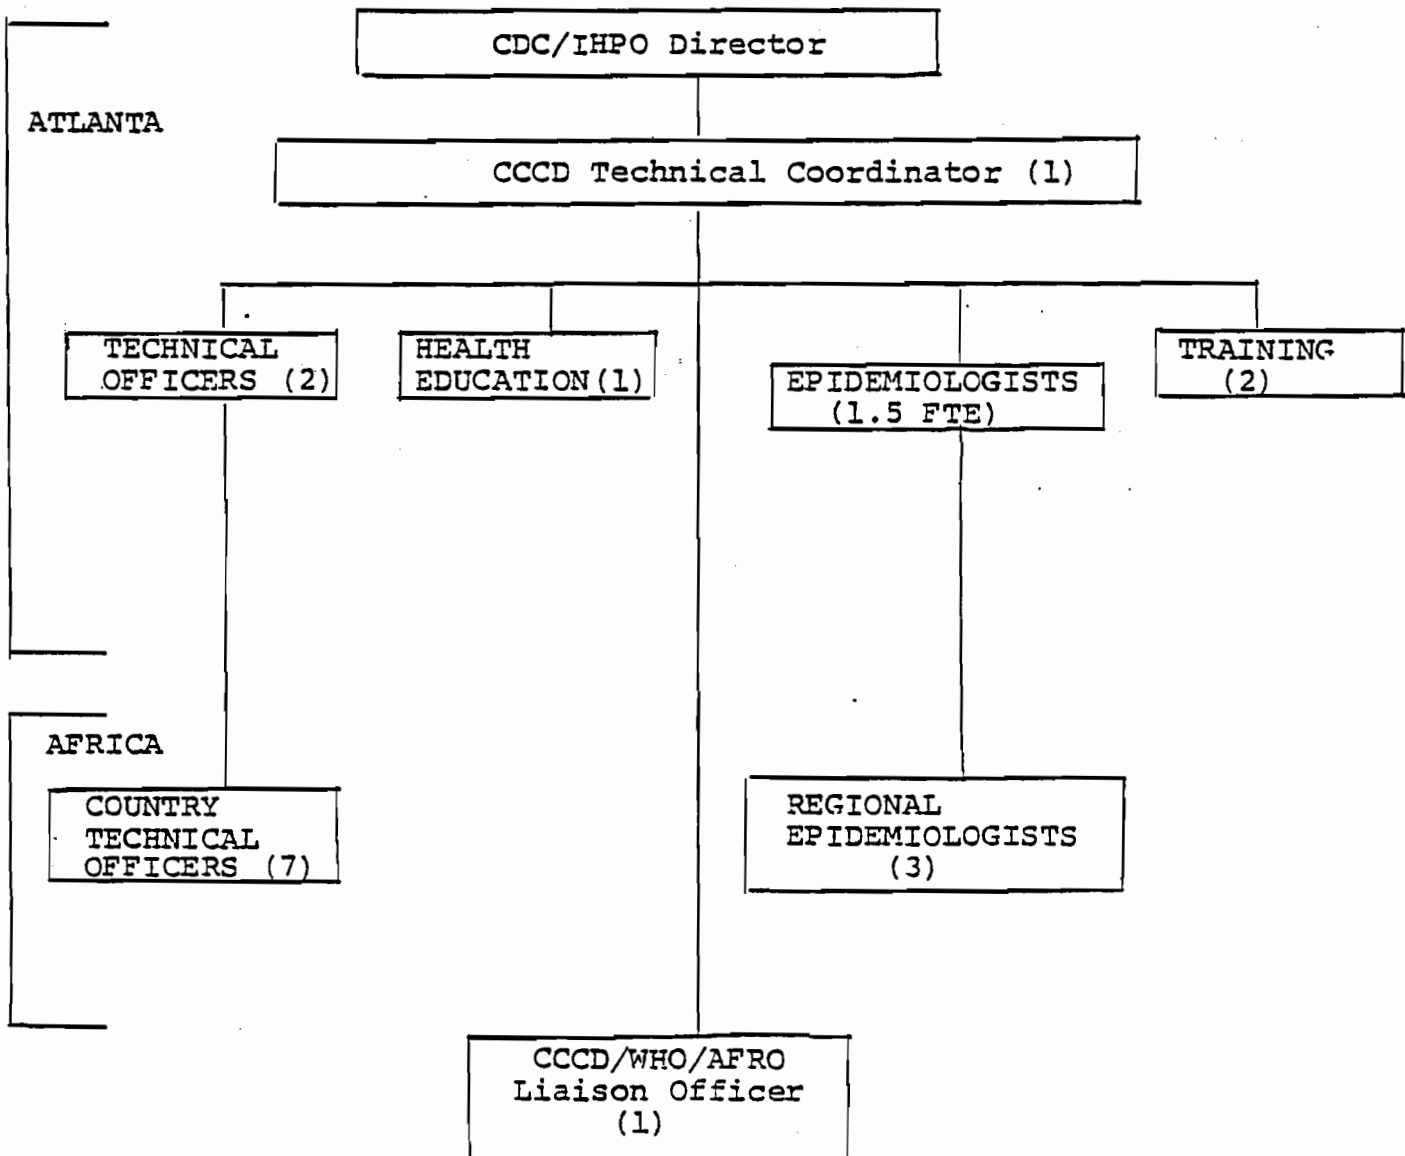 CDC/IHPO Director
ATLANTA
CCCD Technical Coordinator (1)
TECHNICAL
OFFICERS (2)
HEALTH
EDUCATION(1)
EPIDEMIOLOGISTS
(1.5 FTE)
TRAINING
(2)
AFRICA
COUNTRY
TECHNICAL
OFFICERS (7)
REGIONAL
EPIDEMIOLOGISTS
(3)
CCCD/WHO/AFRO
Liaison Officer
(1)